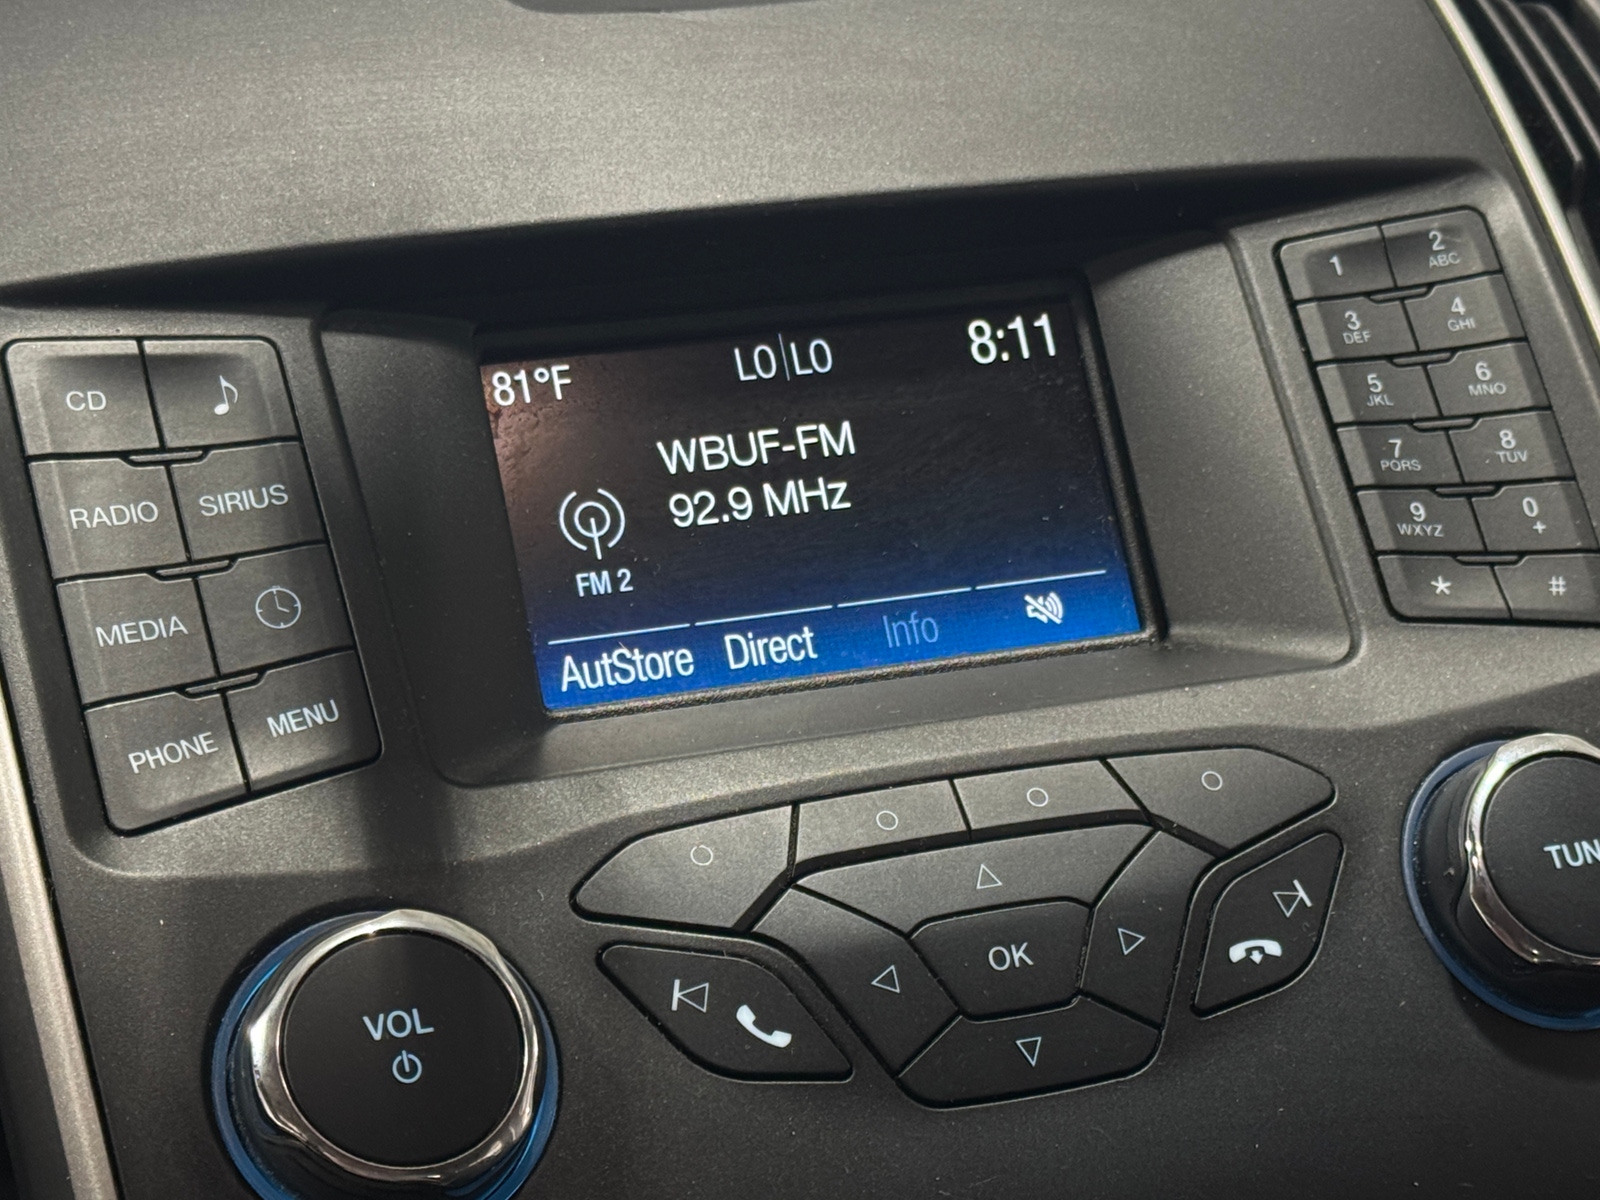 81°F
LO|LO
8:11
WBUF-FM
92.9 MHz
FM 2
AutStore
Direct
Info
CD
RADIO
SIRIUS
MEDIA
PHONE
MENU
1
2
ABC
3
DEF
4
GHI
5
JKL
6
MNO
7
PQRS
8
TUV
9
WXYZ
0
+
*
#
OK
VOL
TUN